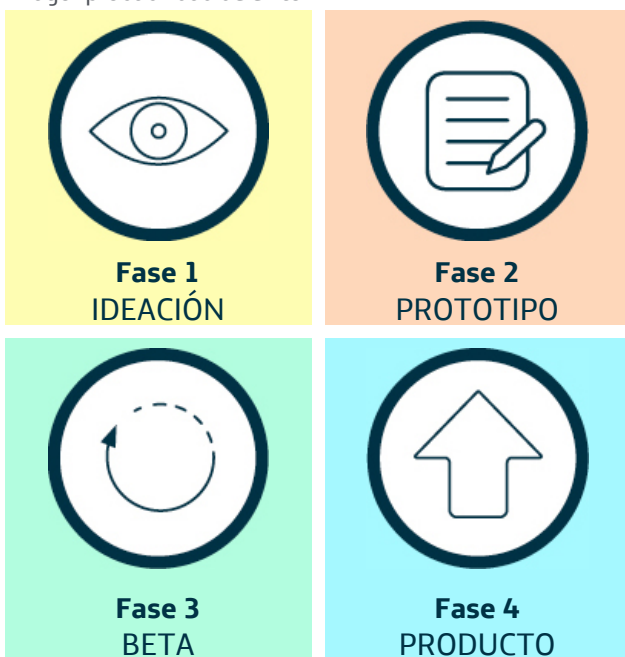 Fase 1
IDEACIÓN
Fase 2
PROTOTIPO
Fase 3
BETA
Fase 4
PRODUCTO